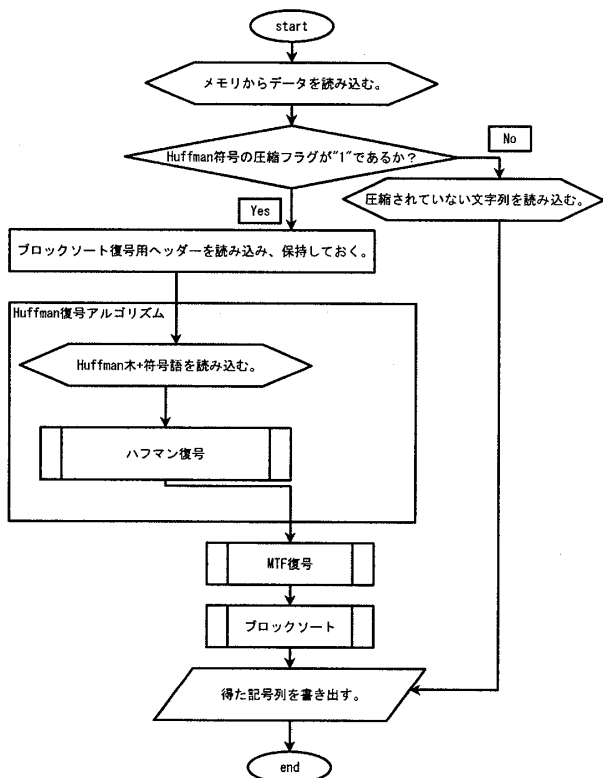 start
メモリからデータを読み込む。
Huffman符号の圧縮フラグが"1"であるか？
No
圧縮されていない文字列を読み込む。
Yes
ブロックソート復号用ヘッダーを読み込み、保持しておく。
Huffman復号アルゴリズム
Huffman木+符号語を読み込む。
ハフマン復号
MTF復号
ブロックソート
得た記号列を書き出す。
end